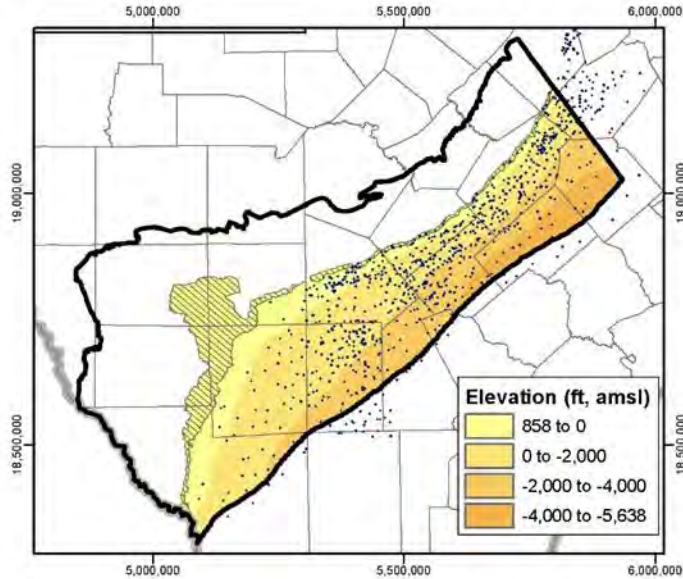 5,000,000
5,500,000
6,000,000
19,000,000
19,000,000
18,500,000
18,500,000
Elevation (ft, amsl)
858 to 0
0 to -2,000
-2,000 to -4,000
-4,000 to -5,638
5,000,000
5,500,000
6,000,000